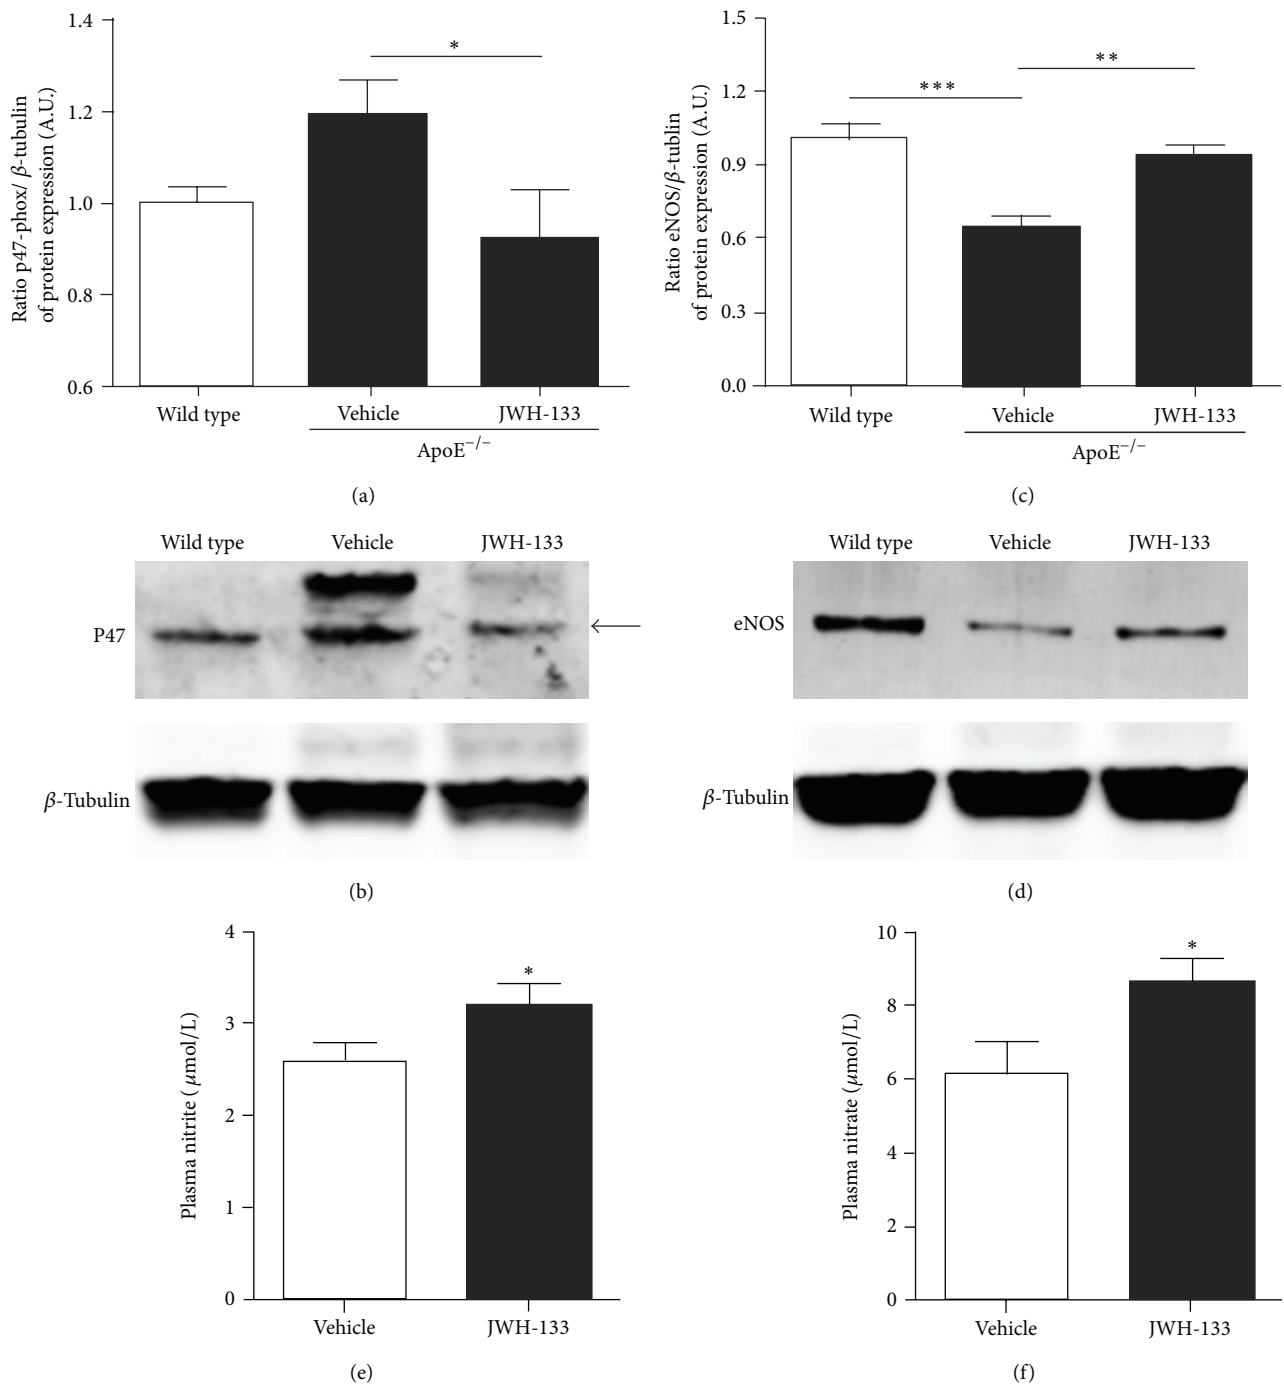 Ratio p47-phox/ β-tubulin
of protein expression (A.U.)
1.4
1.2
1.0
0.8
0.6
*
Wild type
Vehicle
JWH-133
ApoE−/−
(a)
Ratio eNOS/β-tublin
of protein expression (A.U.)
1.5
1.2
0.9
0.6
0.3
0.0
***
**
Wild type
Vehicle
JWH-133
ApoE−/−
(c)
Wild type
Vehicle
JWH-133
P47
β-Tubulin
(b)
Wild type
Vehicle
JWH-133
eNOS
β-Tubulin
(d)
Plasma nitrite (μmol/L)
4
3
2
1
0
*
Vehicle
JWH-133
(e)
Plasma nitrate (μmol/L)
10
8
6
4
2
0
*
Vehicle
JWH-133
(f)